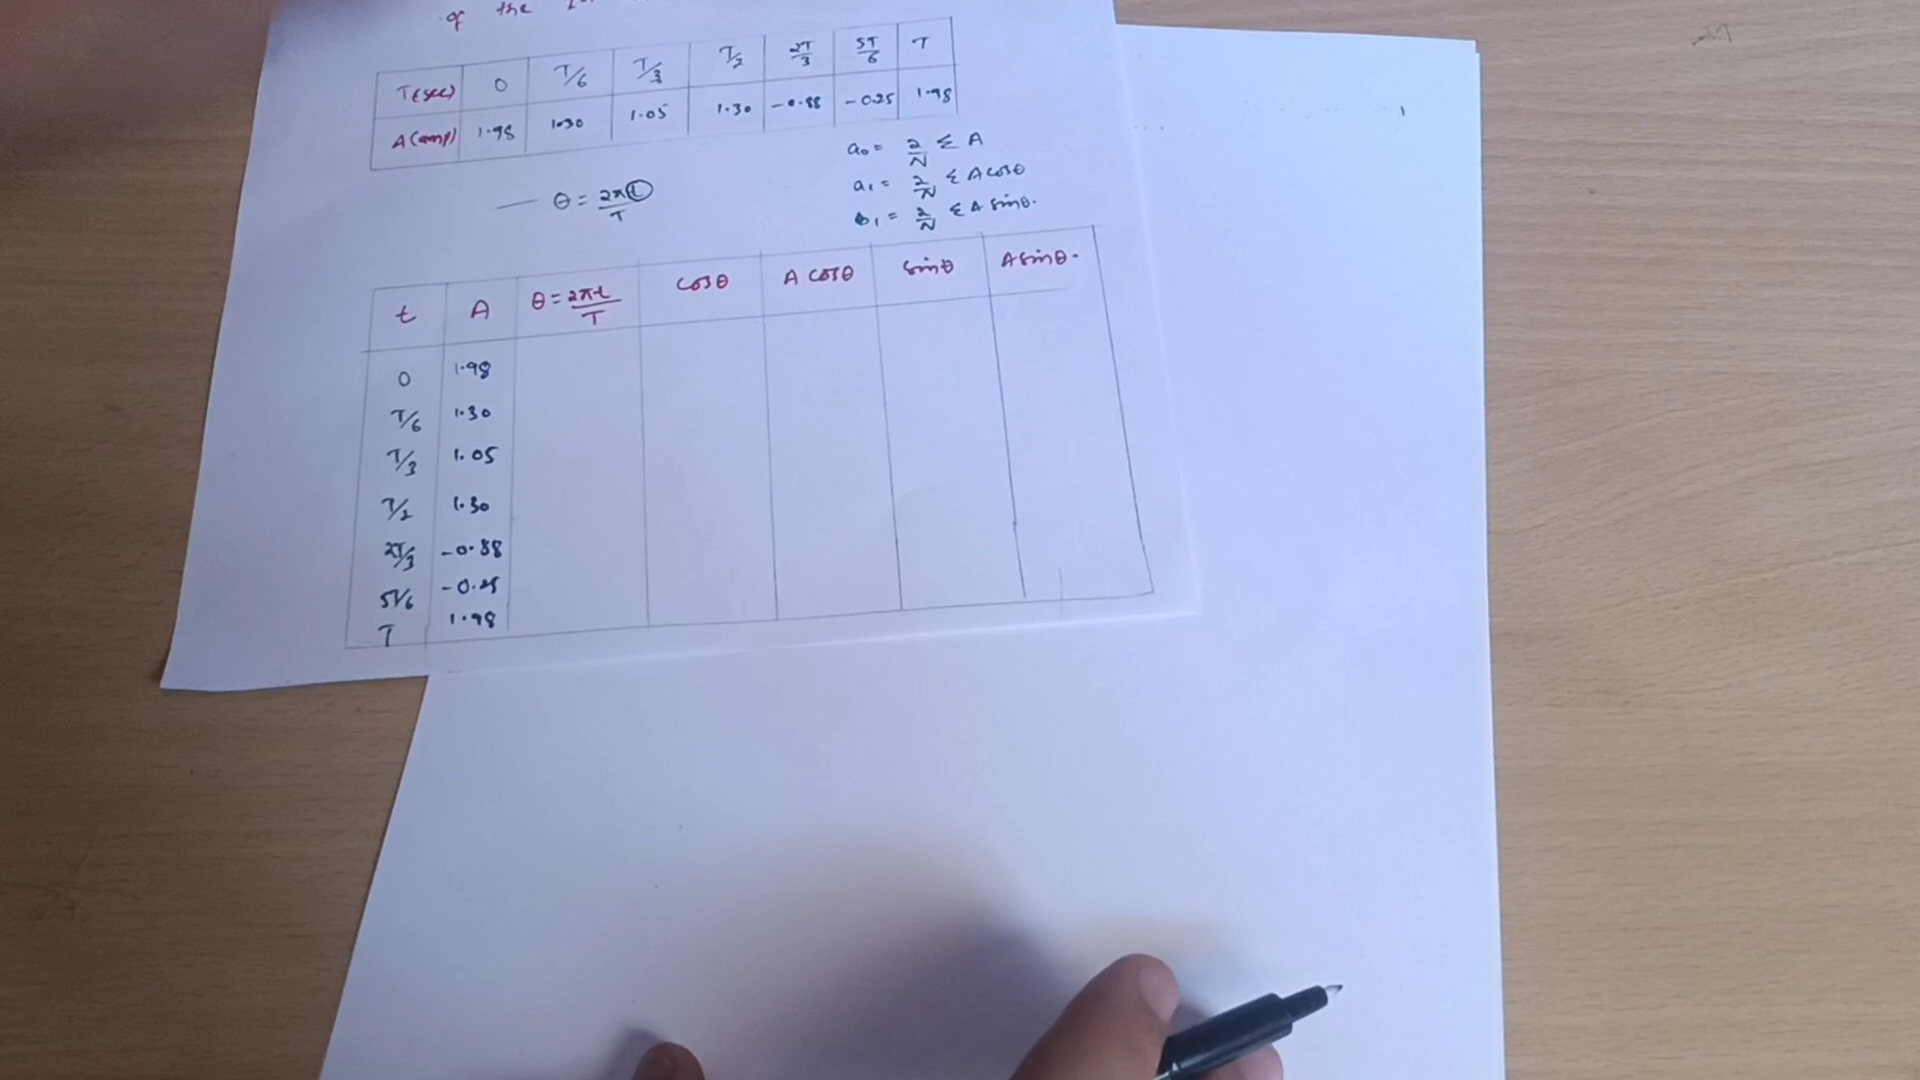 of the
T(sec) 0 T/6 T/3 T/2 2T/3 5T/6 T
A(amp) 1.98 1.30 1.05 1.30 -0.88 -0.25 1.98
a₀ = 2/N Σ A
a₁ = 2/N Σ A cosθ
b₁ = 2/N Σ A sinθ.
— θ = 2πt/T
t A θ = 2πt/T cosθ A cosθ sinθ A sinθ.
0 1.98
T/6 1.30
T/3 1.05
T/2 1.30
2T/3 -0.88
5T/6 -0.25
T 1.98